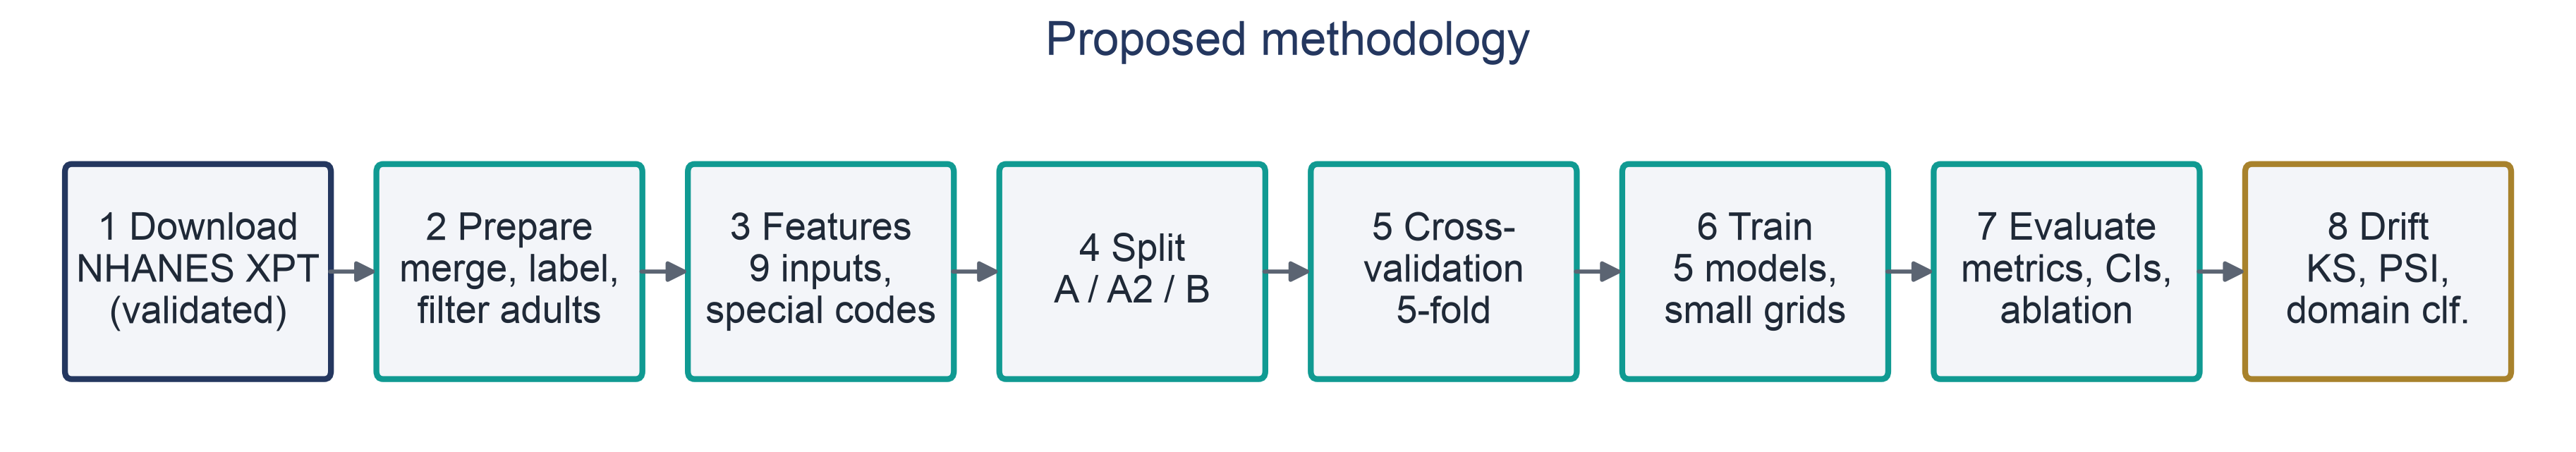 Proposed methodology
1 Download
NHANES XPT
(validated)
2 Prepare
merge, label,
filter adults
3 Features
9 inputs,
special codes
4 Split
A / A2 / B
5 Cross-
validation
5-fold
6 Train
5 models,
small grids
7 Evaluate
metrics, CIs,
ablation
8 Drift
KS, PSI,
domain clf.